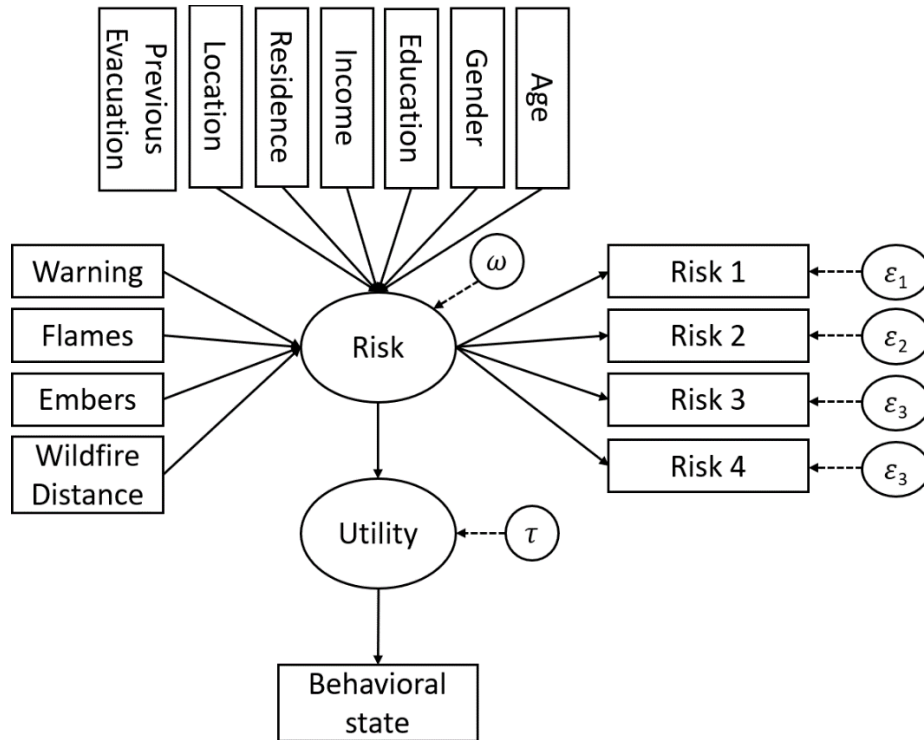 Previous
Evacuation
Location
Residence
Income
Education
Gender
Age
Warning
Flames
Embers
Wildfire
Distance
ω
Risk
Risk 1
Risk 2
Risk 3
Risk 4
ε₁
ε₂
ε₃
ε₃
Utility
τ
Behavioral
state